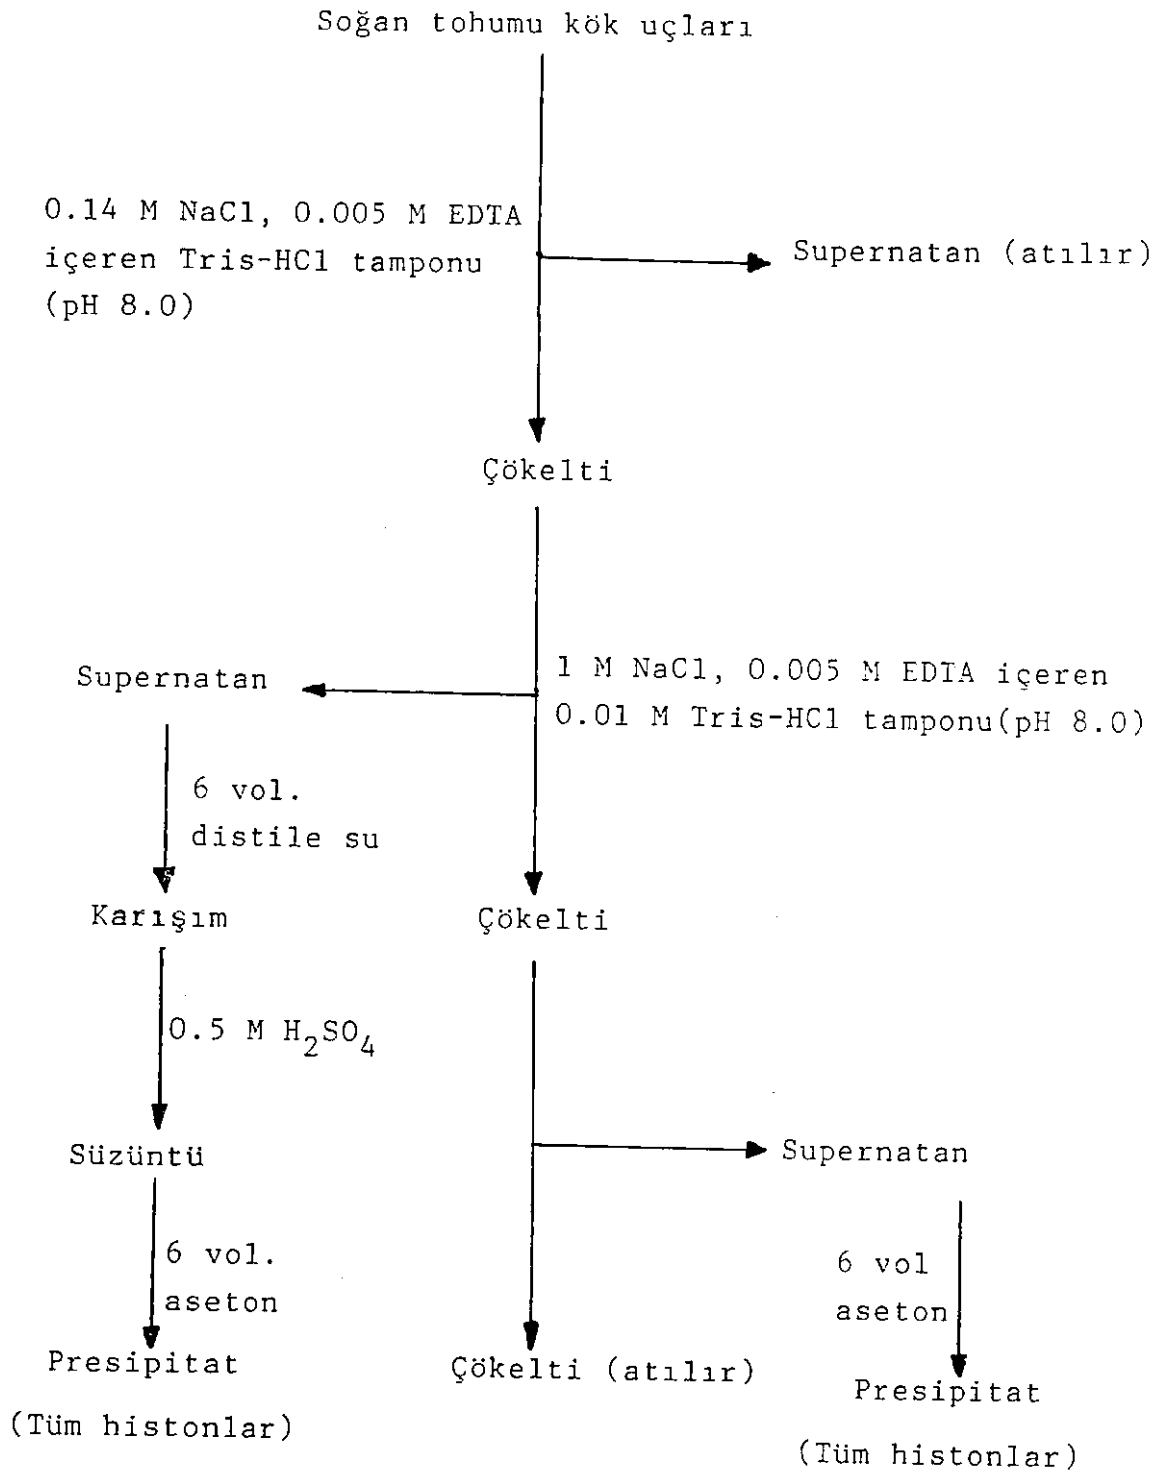 Soğan tohumu kök uçları
0.14 M NaCl, 0.005 M EDTA
içeren Tris-HCl tamponu
(pH 8.0)
Supernatan (atılır)
Çökelti
Supernatan
1 M NaCl, 0.005 M EDTA içeren
0.01 M Tris-HCl tamponu(pH 8.0)
6 vol.
distile su
Karışım
Çökelti
0.5 M H₂SO₄
Süzüntü
Supernatan
6 vol.
aseton
6 vol
aseton
Presipitat
(Tüm histonlar)
Çökelti (atılır)
Presipitat
(Tüm histonlar)